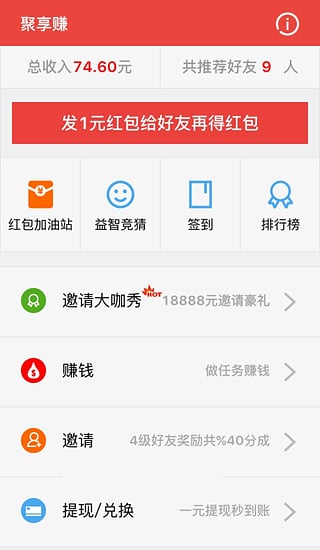 聚享赚
总收入74.60元 共推荐好友 9 人
发1元红包给好友再得红包
红包加油站 益智竞猜 签到 排行榜
邀请大咖秀 HOT 18888元邀请豪礼
赚钱 做任务赚钱
邀请 4级好友奖励共%40分成
提现/兑换 一元提现秒到账